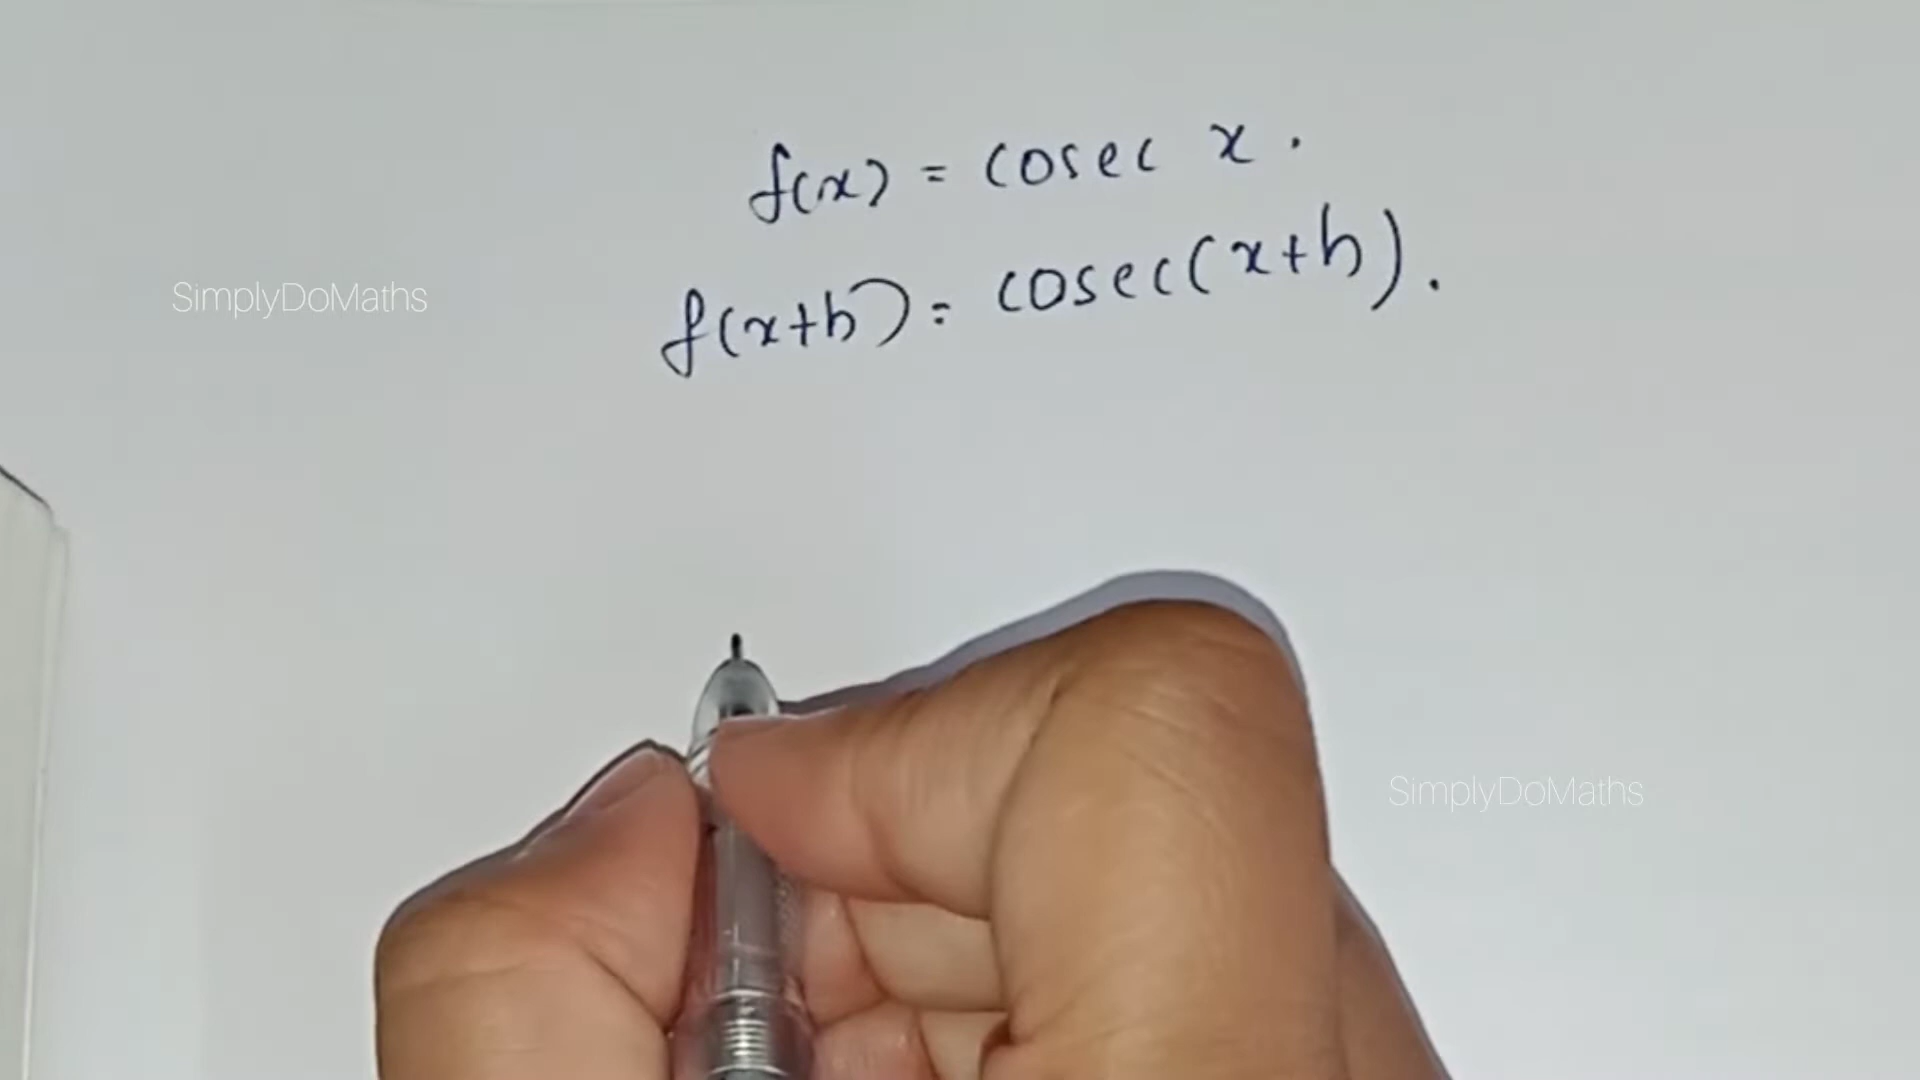 f(x) = cosec x.
SimplyDoMaths
f(x+h) = cosec(x+h).
SimplyDoMaths